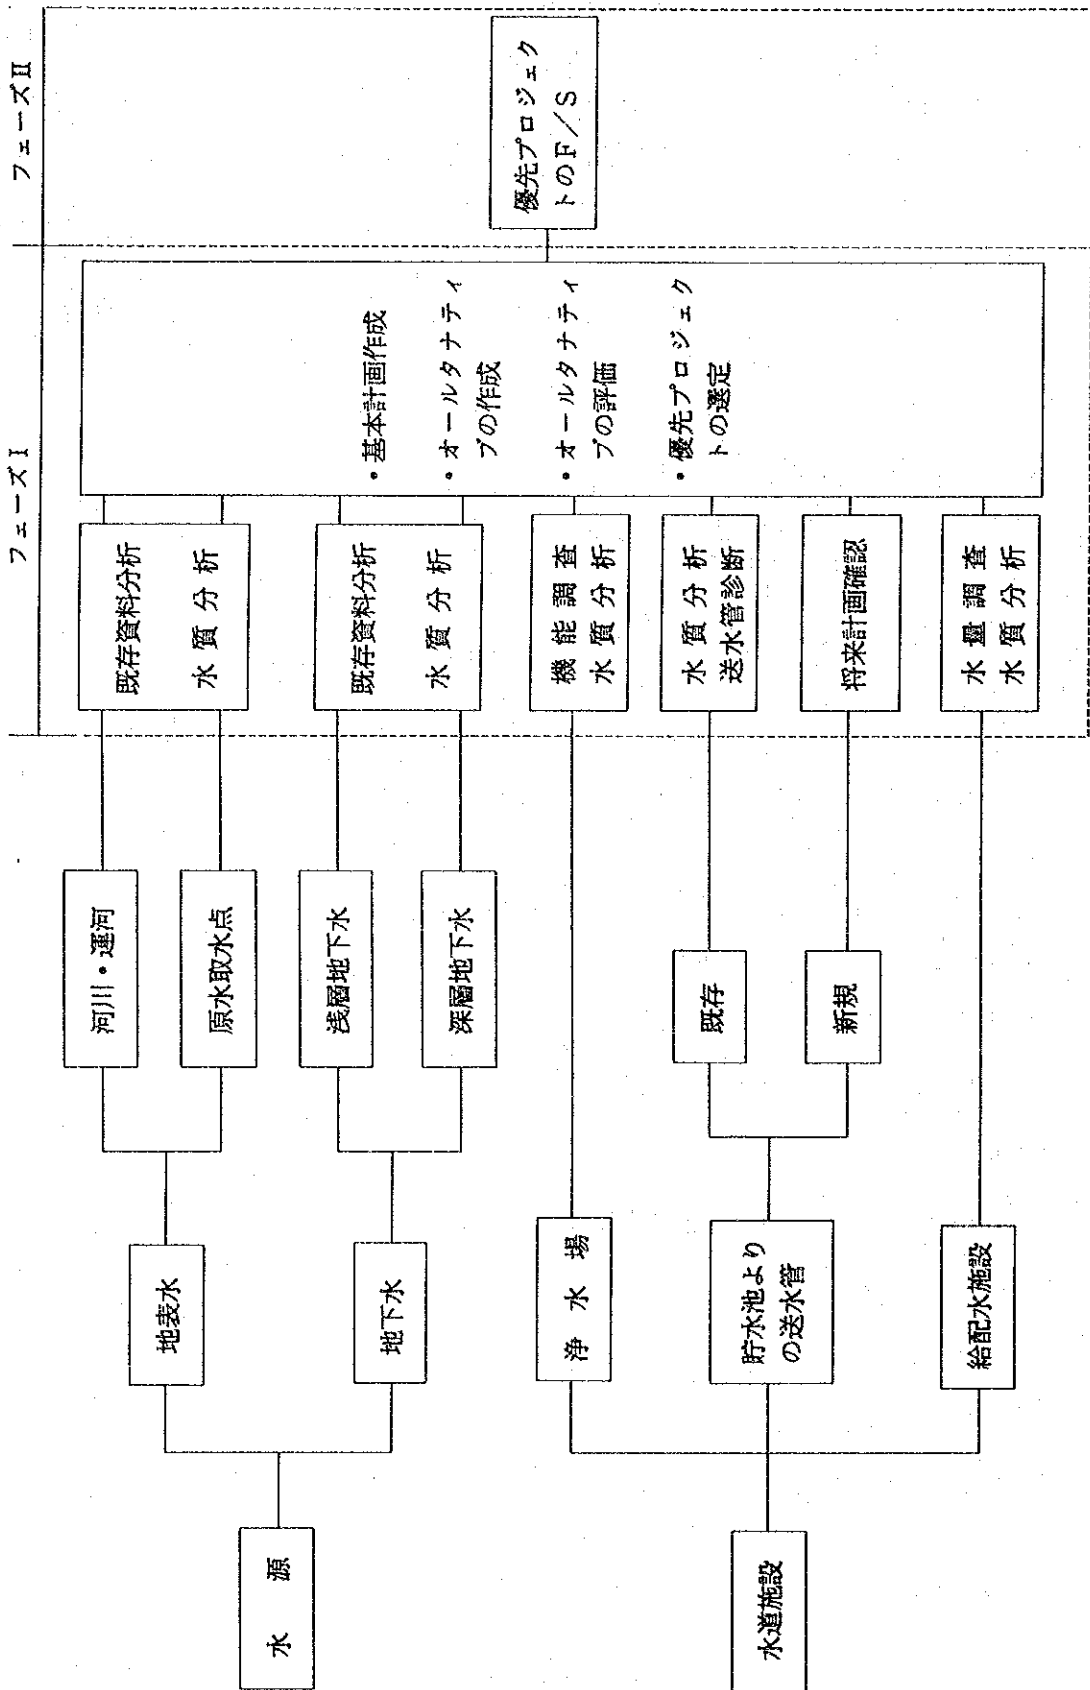 フェーズⅠ
フェーズⅡ
水源
地表水
地下水
河川・運河
原水取水点
浅層地下水
深層地下水
既存資料分析
水質分析
既存資料分析
水質分析
水道施設
浄水場
貯水池より
の送水管
給配水施設
既存
新規
機能調査
水質分析
水質分析
送水管診断
将来計画確認
水量調査
水質分析
・基本計画作成
・オールタナティ
ブの作成
・オールタナティ
ブの評価
・優先プロジェク
トの選定
優先プロジェク
トのF/S